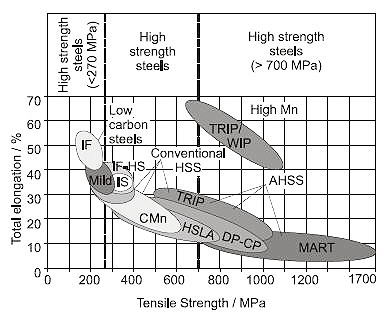 High strength
steels
(<270 MPa)
High
strength
steels
High strength
steels
(> 700 MPa)
Total elongation / %
70
60
50
40
30
20
10
0
Low
carbon
steels
High Mn
TRIP/
WIP
IF
IF-HS
Conventional
HSS
Mild
IS
AHSS
TRIP
CMn
HSLA
DP-CP
MART
0
200
400
600
800
1000
1200
1700
Tensile Strength / MPa